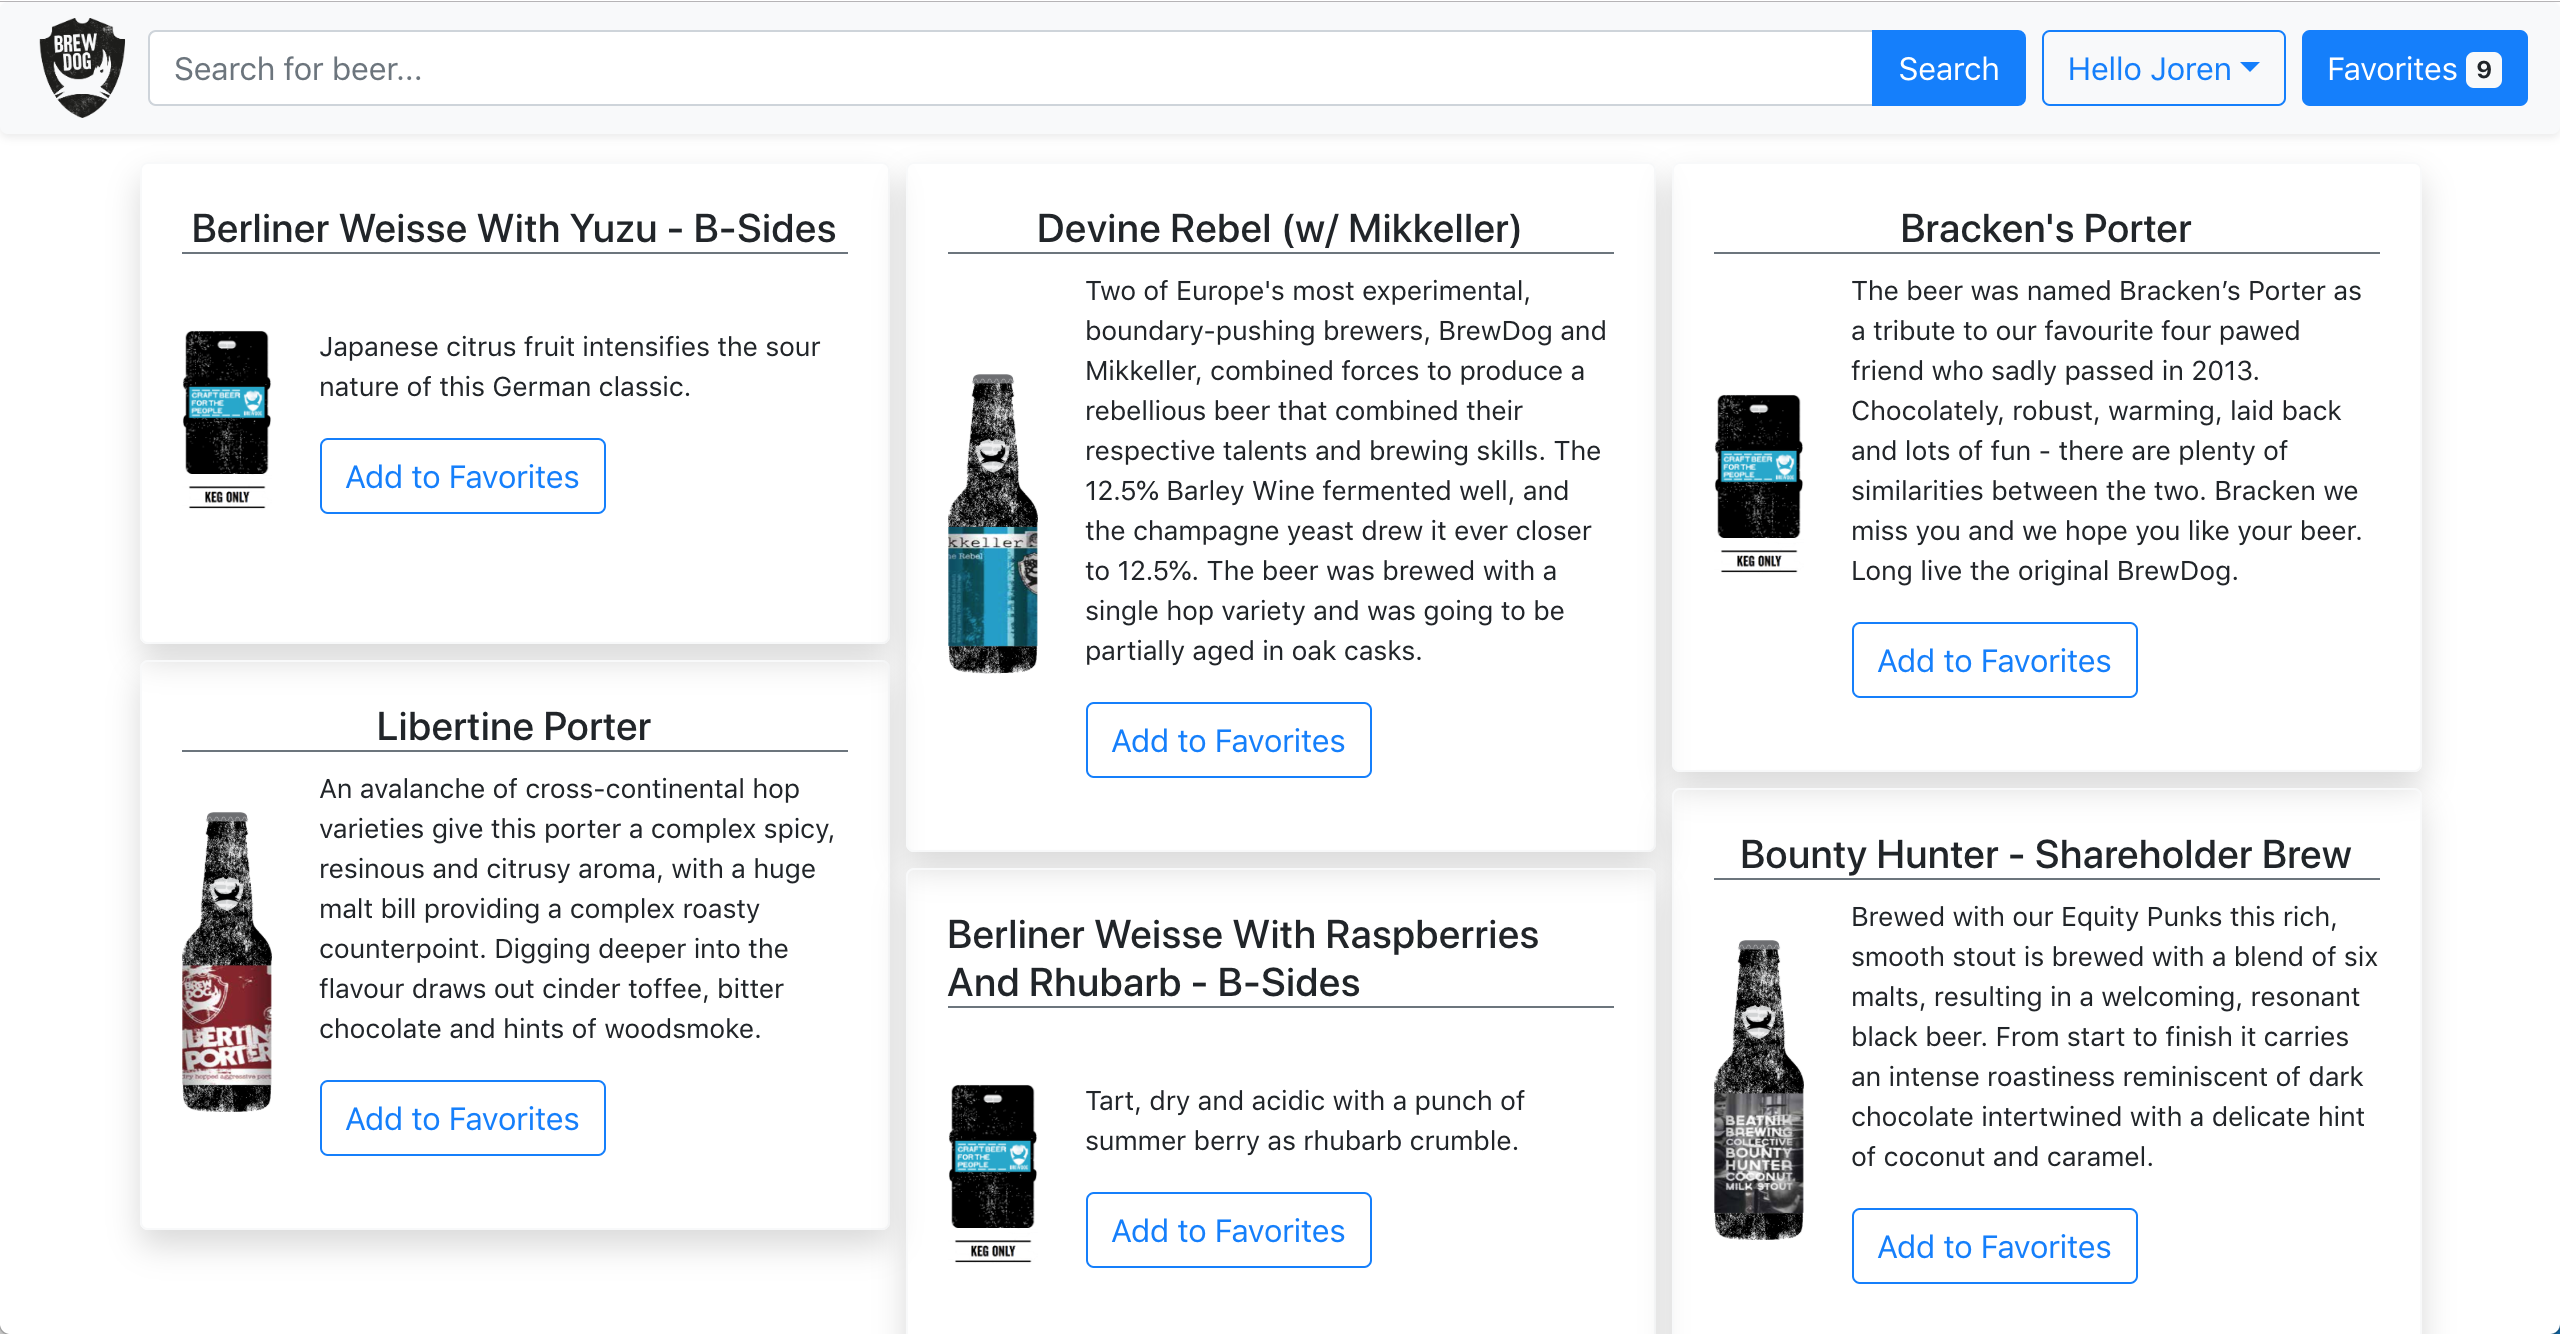 BREW
DOG
Search for beer...
Search
Hello Joren
Favorites 9
Berliner Weisse With Yuzu - B-Sides
CRAFT BEER
FOR THE
PEOPLE
KEG ONLY
Japanese citrus fruit intensifies the sour
nature of this German classic.
Add to Favorites
Libertine Porter
BREW
DOG
IBERTIN
PORTER
dry hopped aggressive port
An avalanche of cross-continental hop
varieties give this porter a complex spicy,
resinous and citrusy aroma, with a huge
malt bill providing a complex roasty
counterpoint. Digging deeper into the
flavour draws out cinder toffee, bitter
chocolate and hints of woodsmoke.
Add to Favorites
Devine Rebel (w/ Mikkeller)
kkeller
ne Rebel
Two of Europe's most experimental,
boundary-pushing brewers, BrewDog and
Mikkeller, combined forces to produce a
rebellious beer that combined their
respective talents and brewing skills. The
12.5% Barley Wine fermented well, and
the champagne yeast drew it ever closer
to 12.5%. The beer was brewed with a
single hop variety and was going to be
partially aged in oak casks.
Add to Favorites
Berliner Weisse With Raspberries
And Rhubarb - B-Sides
CRAFT BEER
FOR THE
PEOPLE
KEG ONLY
Tart, dry and acidic with a punch of
summer berry as rhubarb crumble.
Add to Favorites
Bracken's Porter
CRAFT BEER
FOR THE
PEOPLE
KEG ONLY
The beer was named Bracken’s Porter as
a tribute to our favourite four pawed
friend who sadly passed in 2013.
Chocolately, robust, warming, laid back
and lots of fun - there are plenty of
similarities between the two. Bracken we
miss you and we hope you like your beer.
Long live the original BrewDog.
Add to Favorites
Bounty Hunter - Shareholder Brew
BEATNIK
BREWING
COLLECTIVE
BOUNTY
HUNTER
COCONUT
MILK STOUT
Brewed with our Equity Punks this rich,
smooth stout is brewed with a blend of six
malts, resulting in a welcoming, resonant
black beer. From start to finish it carries
an intense roastiness reminiscent of dark
chocolate intertwined with a delicate hint
of coconut and caramel.
Add to Favorites